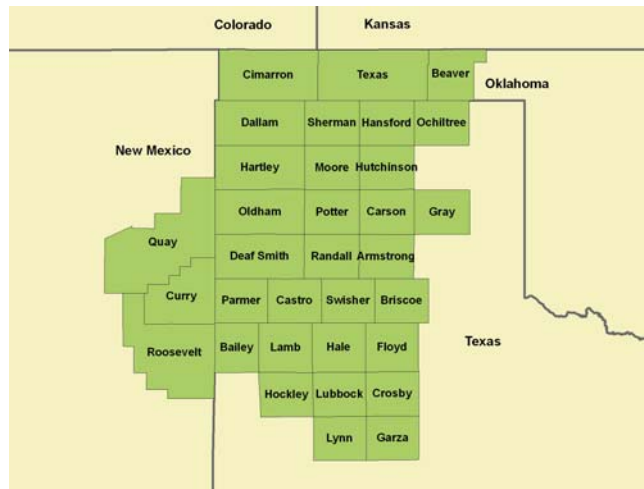 Colorado Kansas
Cimarron Texas Beaver
Oklahoma
Dallam Sherman Hansford Ochiltree
New Mexico
Hartley Moore Hutchinson
Oldham Potter Carson Gray
Quay
Deaf Smith Randall Armstrong
Curry
Parmer Castro Swisher Briscoe
Texas
Roosevelt Bailey Lamb Hale Floyd
Hockley Lubbock Crosby
Lynn Garza